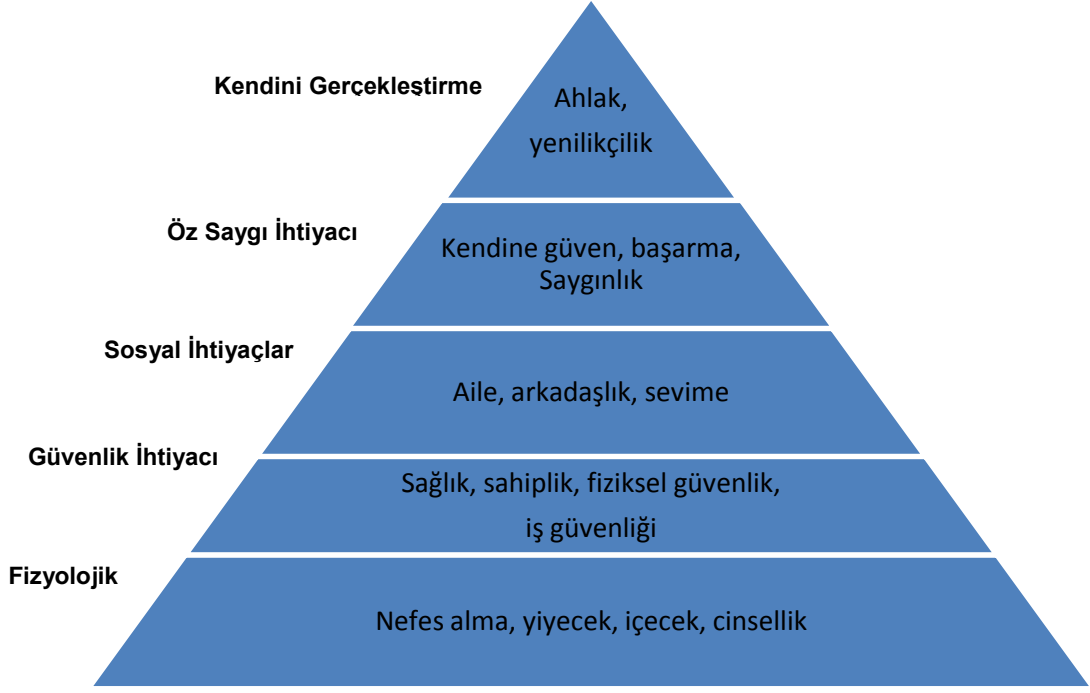 Kendini Gerçekleştirme
Ahlak,
yenilikçilik
Öz Saygı İhtiyacı
Kendine güven, başarma,
Saygınlık
Sosyal İhtiyaçlar
Aile, arkadaşlık, sevime
Güvenlik İhtiyacı
Sağlık, sahiplik, fiziksel güvenlik,
iş güvenliği
Fizyolojik
Nefes alma, yiyecek, içecek, cinsellik